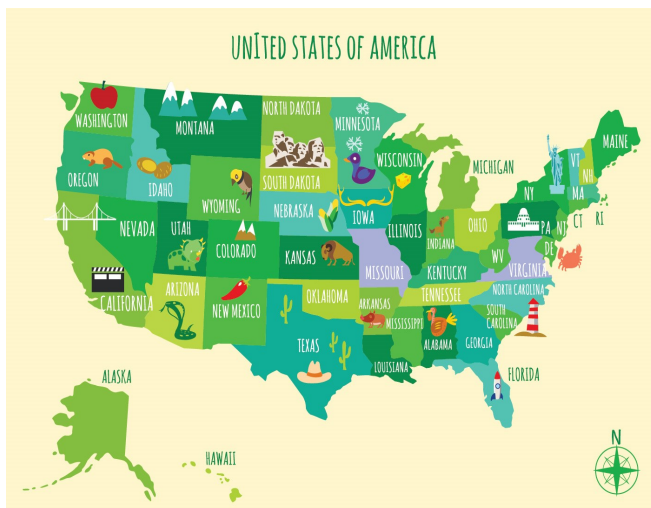 UNITED STATES OF AMERICA
WASHINGTON
MONTANA
NORTH DAKOTA
MINNESOTA
MAINE
OREGON
IDAHO
SOUTH DAKOTA
WISCONSIN
MICHIGAN
VT
NH
WYOMING
NEBRASKA
IOWA
NY
MA
CT
RI
NEVADA
UTAH
COLORADO
KANSAS
ILLINOIS
INDIANA
OHIO
PA
NJ
DE
WV
VIRGINIA
MISSOURI
KENTUCKY
CALIFORNIA
ARIZONA
NEW MEXICO
OKLAHOMA
ARKANSAS
TENNESSEE
NORTH CAROLINA
SOUTH
CAROLINA
MISSISSIPPI
ALABAMA
GEORGIA
TEXAS
LOUISIANA
FLORIDA
ALASKA
HAWAII
N